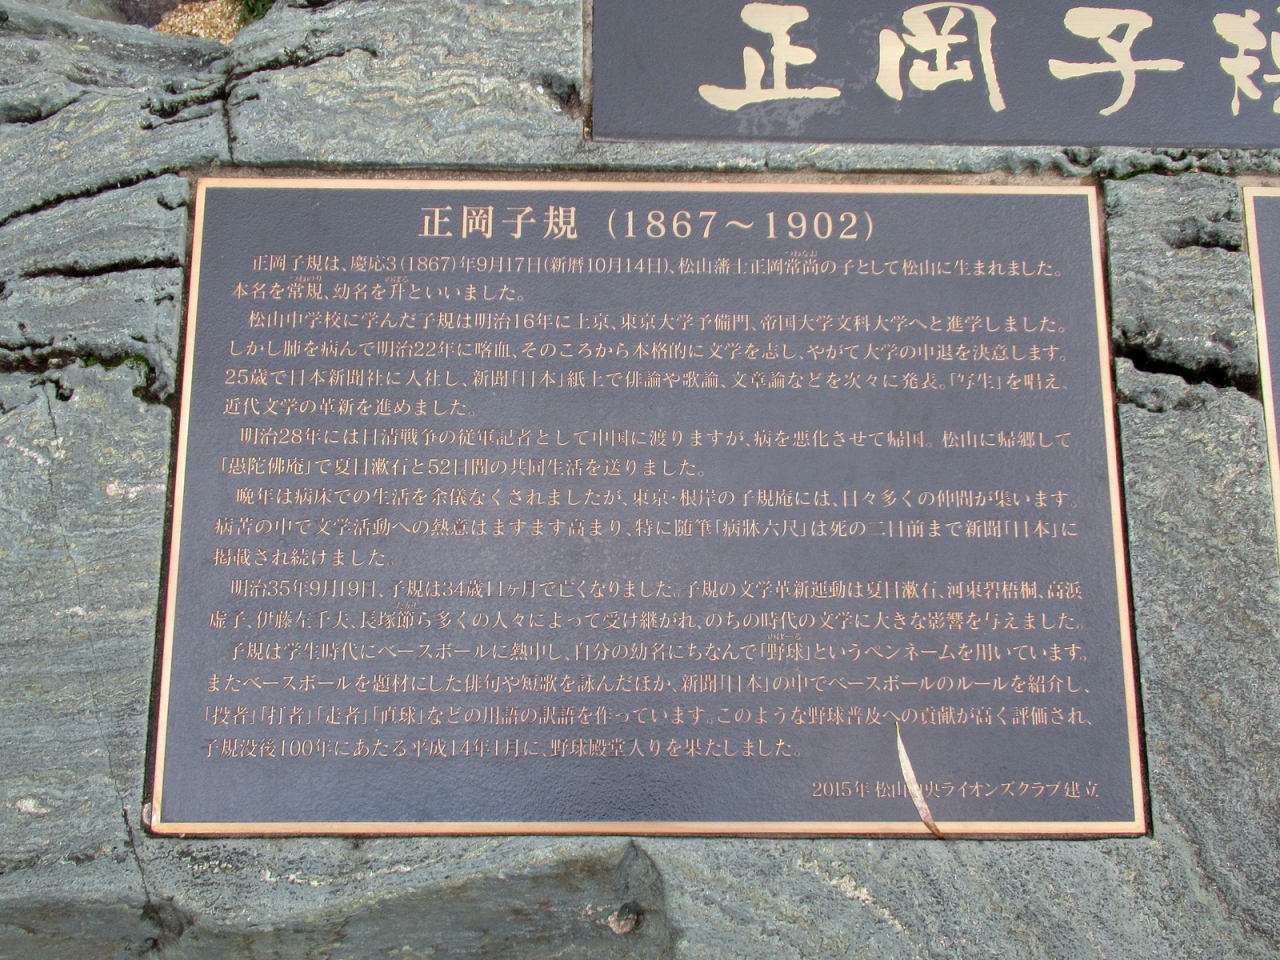 正岡子規
正岡子規 (1867〜1902)
正岡子規は、慶応3(1867)年9月17日(新暦10月14日)、松山藩士正岡常尚の子として松山に生まれました。
本名を常規、幼名を升といいました。
松山中学校に学んだ子規は明治16年に上京、東京大学予備門、帝国大学文科大学へと進学しました。
しかし肺を病んで明治22年に喀血、そのころから本格的に文学を志し、やがて大学の中退を決意します。
25歳で日本新聞社に入社し、新聞「日本」紙上で俳論や歌論、文章論などを次々に発表。「写生」を唱え、
近代文学の革新を進めました。
明治28年には日清戦争の従軍記者として中国に渡りますが、病を悪化させて帰国。松山に帰郷して
「愚陀佛庵」で夏目漱石と52日間の共同生活を送りました。
晩年は病床での生活を余儀なくされましたが、東京・根岸の子規庵には、日々多くの仲間が集います。
病苦の中で文学活動への熱意はますます高まり、特に随筆「病牀六尺」は死の二日前まで新聞「日本」に
掲載され続けました。
明治35年9月19日、子規は34歳11ヶ月で亡くなりました。子規の文学革新運動は夏目漱石、河東碧梧桐、高浜
虚子、伊藤左千夫、長塚節ら多くの人々によって受け継がれ、のちの時代の文学に大きな影響を与えました。
子規は学生時代にベースボールに熱中し、自分の幼名にちなんで「野球」というペンネームを用いています。
またベースボールを題材にした俳句や短歌を詠んだほか、新聞「日本」の中でベースボールのルールを紹介し、
「投者」「打者」「走者」「直球」などの用語の訳語を作っています。このような野球普及への貢献が高く評価され、
子規没後100年にあたる平成14年1月に、野球殿堂入りを果たしました。
2015年 松山中央ライオンズクラブ建立